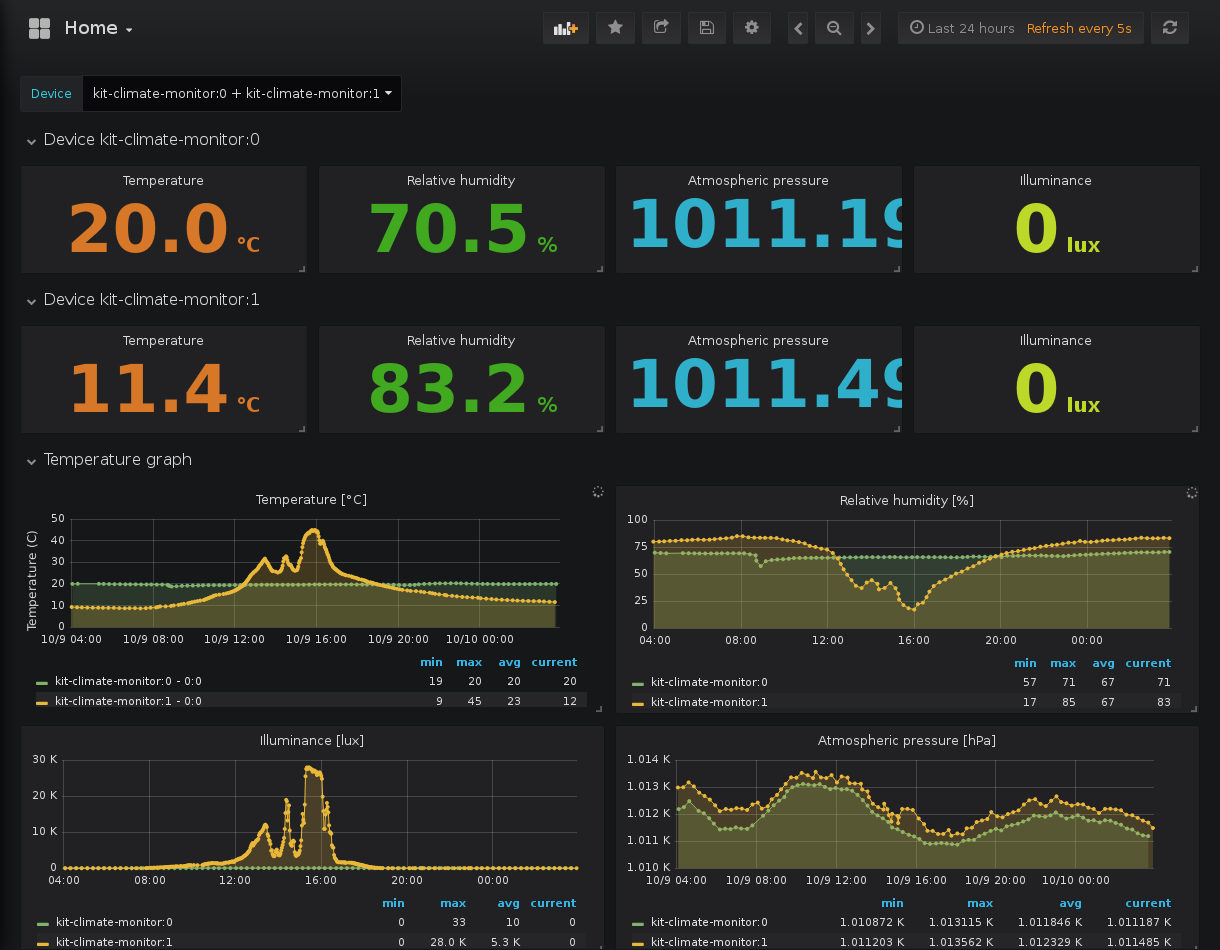 Home
Last 24 hours Refresh every 5s
Device kit-climate-monitor:0 + kit-climate-monitor:1
Device kit-climate-monitor:0
Temperature Relative humidity Atmospheric pressure Illuminance
20.0 °C 70.5 % 1011.19 0 lux
Device kit-climate-monitor:1
Temperature Relative humidity Atmospheric pressure Illuminance
11.4 °C 83.2 % 1011.49 0 lux
Temperature graph
Temperature [°C]
Temperature (C)
50
40
30
20
10
0
10/9 04:00 10/9 08:00 10/9 12:00 10/9 16:00 10/9 20:00 10/10 00:00
min max avg current
kit-climate-monitor:0 - 0:0 19 20 20 20
kit-climate-monitor:1 - 0:0 9 45 23 12
Relative humidity [%]
100
75
50
25
0
04:00 08:00 12:00 16:00 20:00 00:00
min max avg current
kit-climate-monitor:0 57 71 67 71
kit-climate-monitor:1 17 85 67 83
Illuminance [lux]
30 K
20 K
10 K
0
04:00 08:00 12:00 16:00 20:00 00:00
min max avg current
kit-climate-monitor:0 0 33 10 0
kit-climate-monitor:1 0 28.0 K 5.3 K 0
Atmospheric pressure [hPa]
1.014 K
1.013 K
1.012 K
1.011 K
1.010 K
10/9 04:00 10/9 08:00 10/9 12:00 10/9 16:00 10/9 20:00 10/10 00:00
min max avg current
kit-climate-monitor:0 1.010872 K 1.013115 K 1.011846 K 1.011187 K
kit-climate-monitor:1 1.011203 K 1.013562 K 1.012329 K 1.011485 K